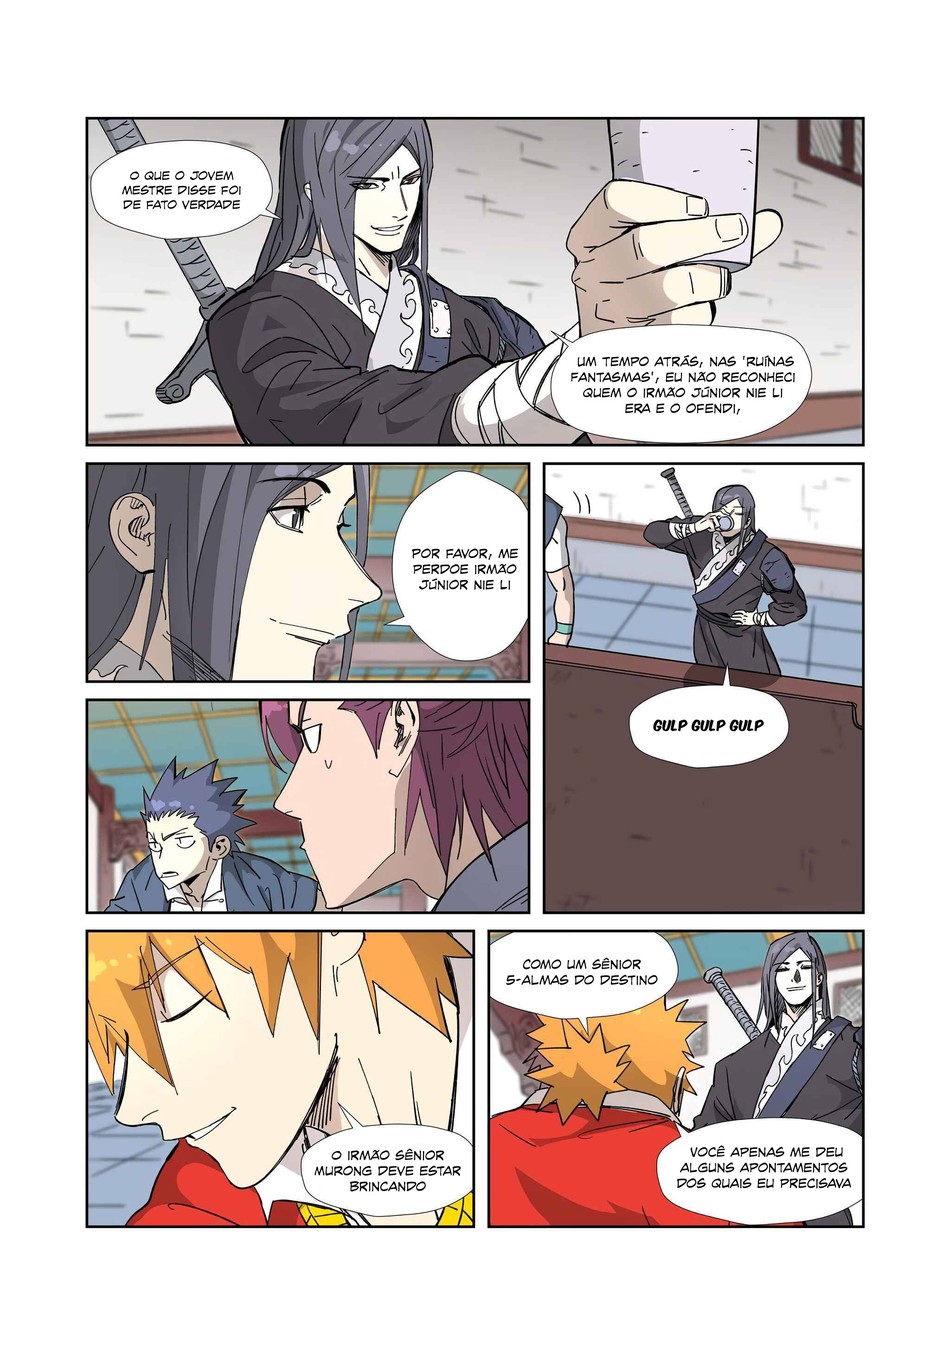 O QUE O JOVEM
MESTRE DISSE FOI
DE FATO VERDADE
UM TEMPO ATRÁS, NAS 'RUÍNAS
FANTASMAS', EU NÃO RECONHECI
QUEM O IRMÃO JÚNIOR NIE LI
ERA E O OFENDI,
POR FAVOR, ME
PERDOE IRMÃO
JÚNIOR NIE LI
GULP GULP GULP
O IRMÃO SÊNIOR
MURONG DEVE ESTAR
BRINCANDO
COMO UM SÊNIOR
5-ALMAS DO DESTINO
VOCÊ APENAS ME DEU
ALGUNS APONTAMENTOS
DOS QUAIS EU PRECISAVA